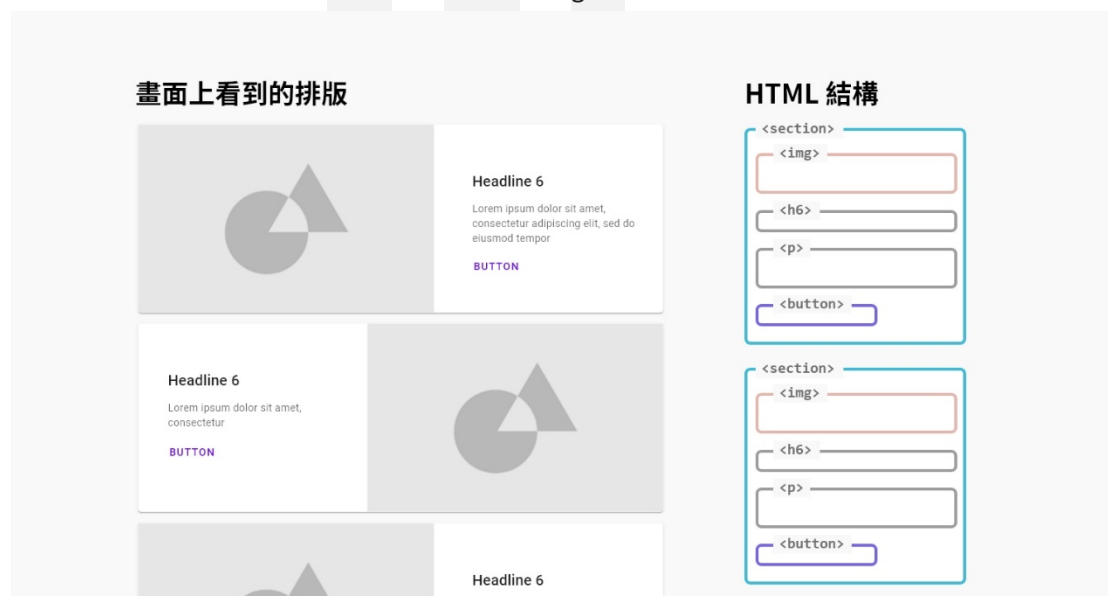 畫面上看到的排版
Headline 6
Lorem ipsum dolor sit amet,
consectetur adipiscing elit, sed do
eiusmod tempor
BUTTON
Headline 6
Lorem ipsum dolor sit amet,
consectetur
BUTTON
Headline 6
HTML 結構
<section>
<img>
<h6>
<p>
<button>
<section>
<img>
<h6>
<p>
<button>